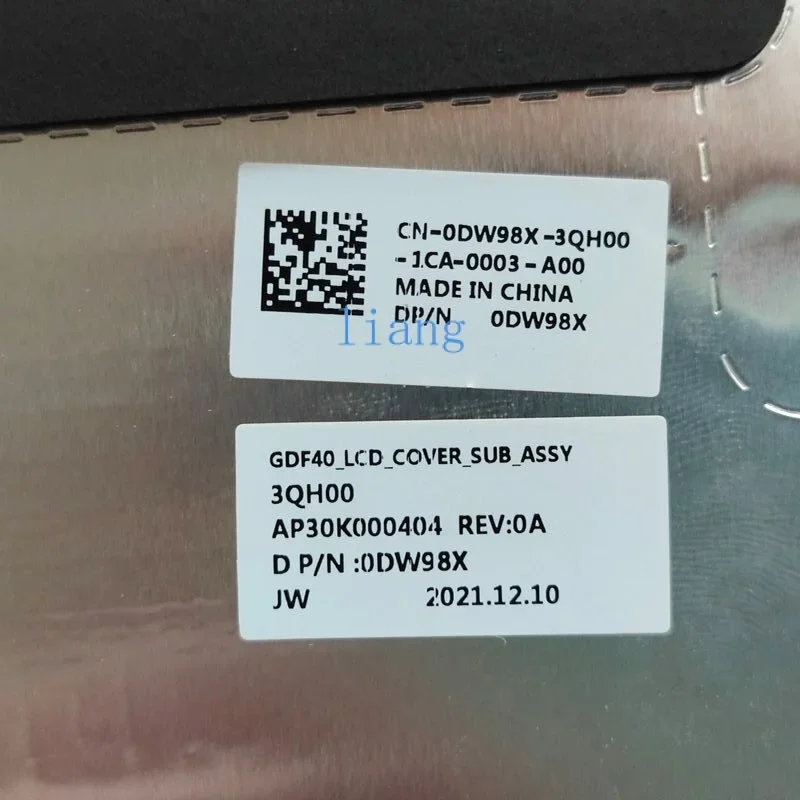 CN-0DW98X-3QH00
-1CA-0003-A00
MADE IN CHINA
DP/N 0DW98X
liang
GDF40_LCD_COVER_SUB_ASSY
3QH00
AP30K000404 REV:0A
D P/N :0DW98X
JW 2021.12.10